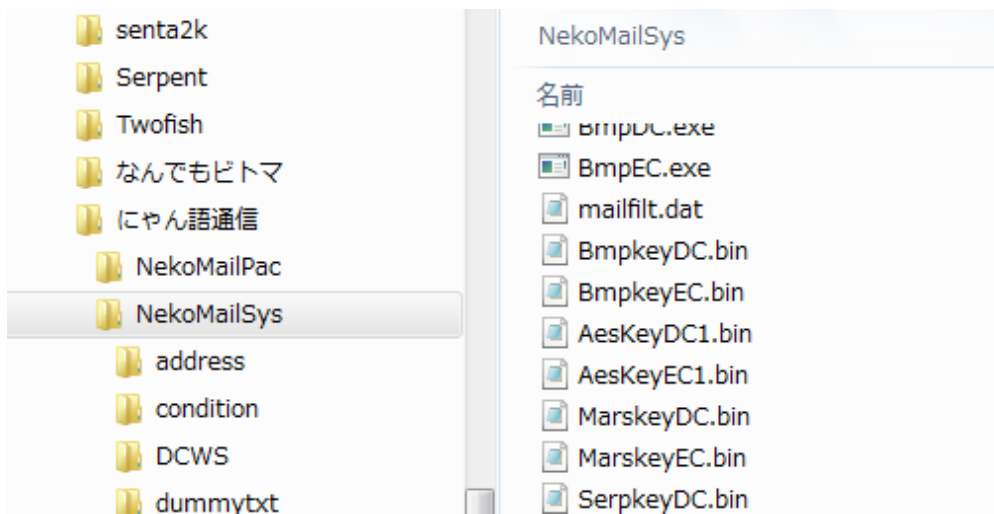 senta2k
Serpent
Twofish
なんでもビトマ
にゃん語通信
NekoMailPac
NekoMailSys
address
condition
DCWS
dummytxt
NekoMailSys
名前
BmpDC.exe
BmpEC.exe
mailfilt.dat
BmpkeyDC.bin
BmpkeyEC.bin
AesKeyDC1.bin
AesKeyEC1.bin
MarskeyDC.bin
MarskeyEC.bin
SerpkeyDC.bin